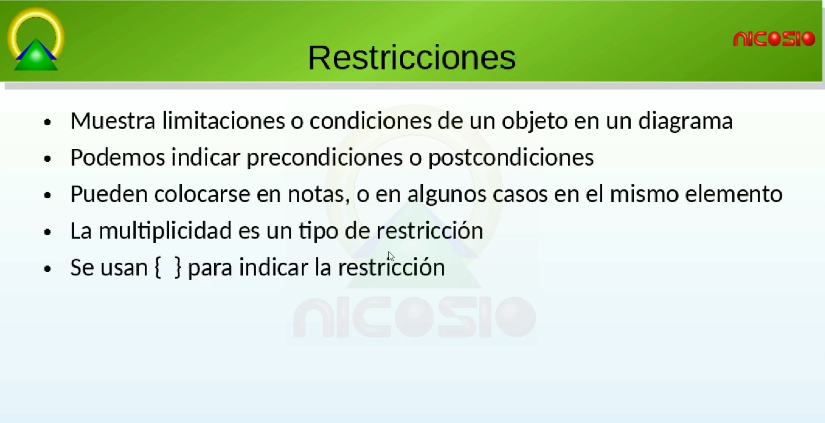 Restricciones
NICOSIO
• Muestra limitaciones o condiciones de un objeto en un diagrama
• Podemos indicar precondiciones o postcondiciones
• Pueden colocarse en notas, o en algunos casos en el mismo elemento
• La multiplicidad es un tipo de restricción
• Se usan { } para indicar la restricción
NICOSIO